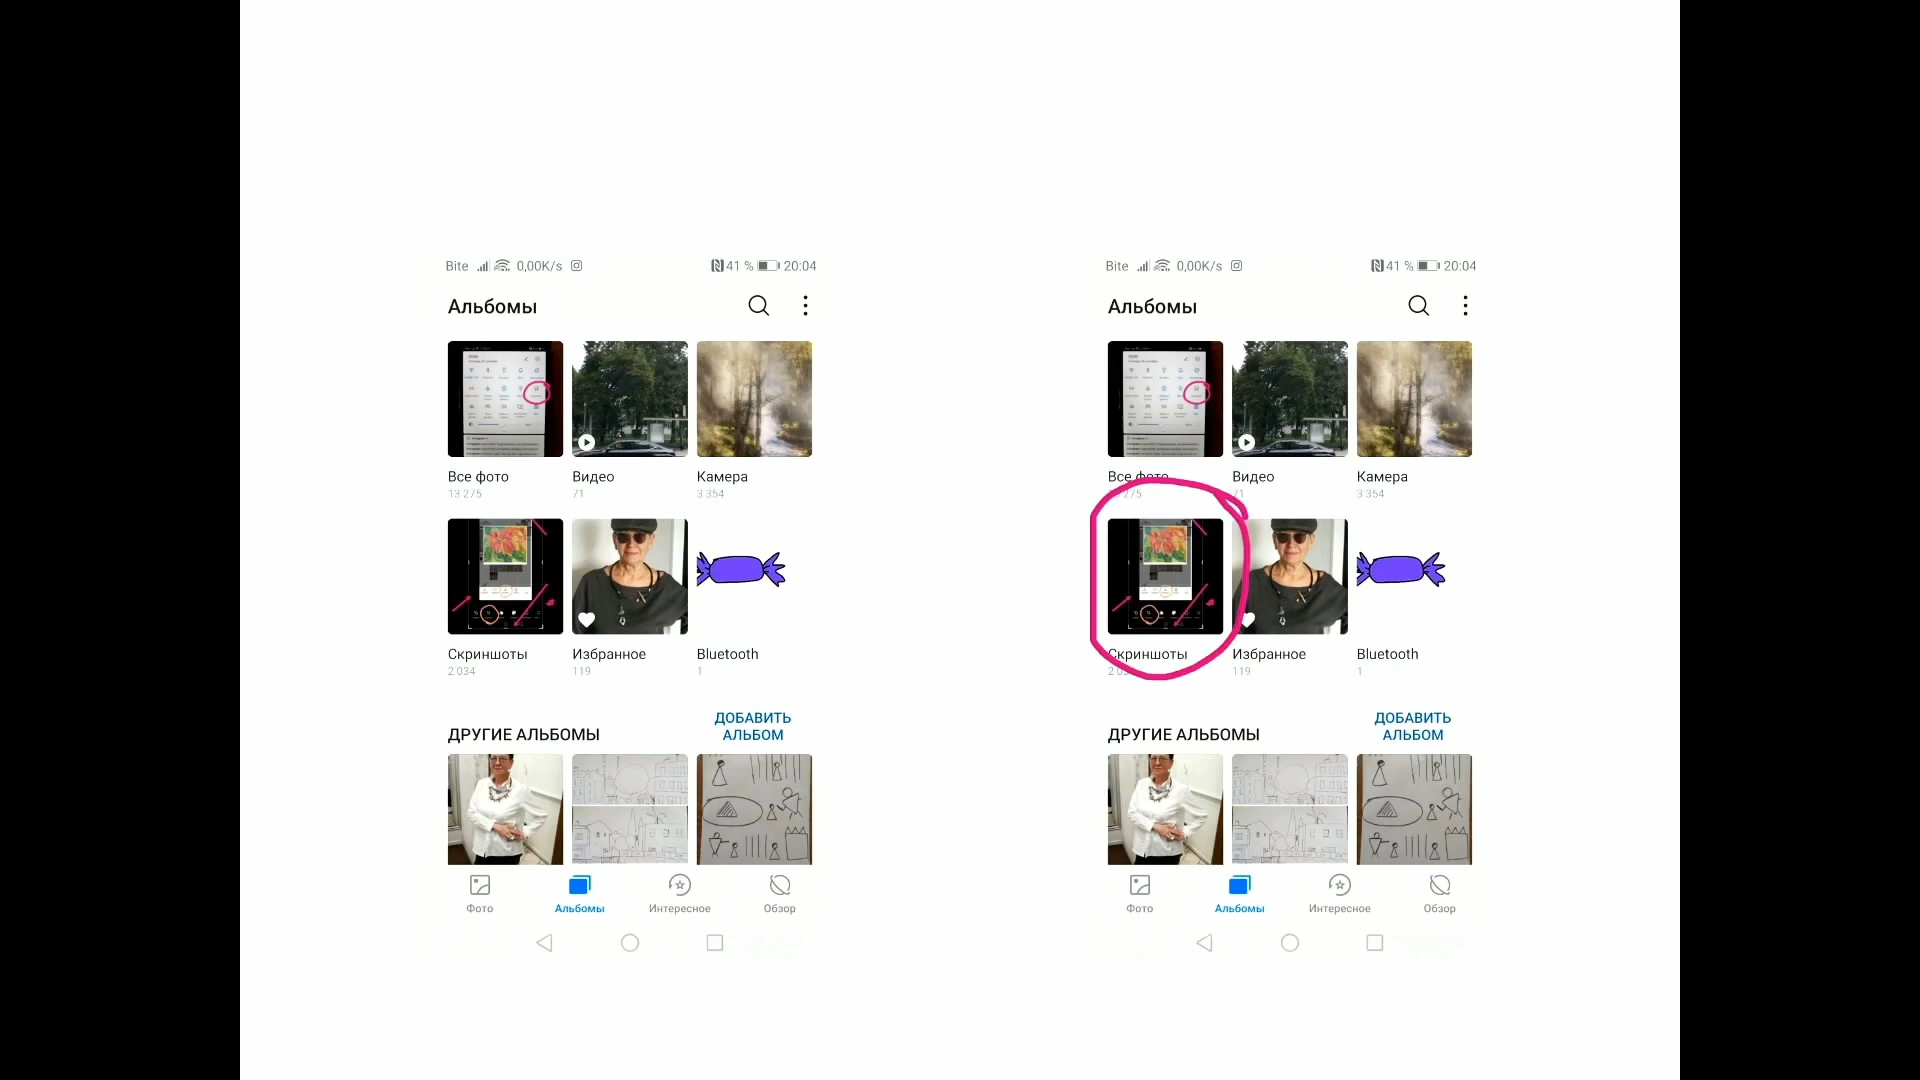 Bite 0,00K/s 41 % 20:04
Альбомы
Все фото Видео Камера
13 275 71 3 354
Скриншоты Избранное Bluetooth
2 034 119 1
ДРУГИЕ АЛЬБОМЫ ДОБАВИТЬ АЛЬБОМ
Фото Альбомы Интересное Обзор
Bite 0,00K/s 41 % 20:04
Альбомы
Все фото Видео Камера
275 71 3 354
Скриншоты Избранное Bluetooth
119 1
ДРУГИЕ АЛЬБОМЫ ДОБАВИТЬ АЛЬБОМ
Фото Альбомы Интересное Обзор